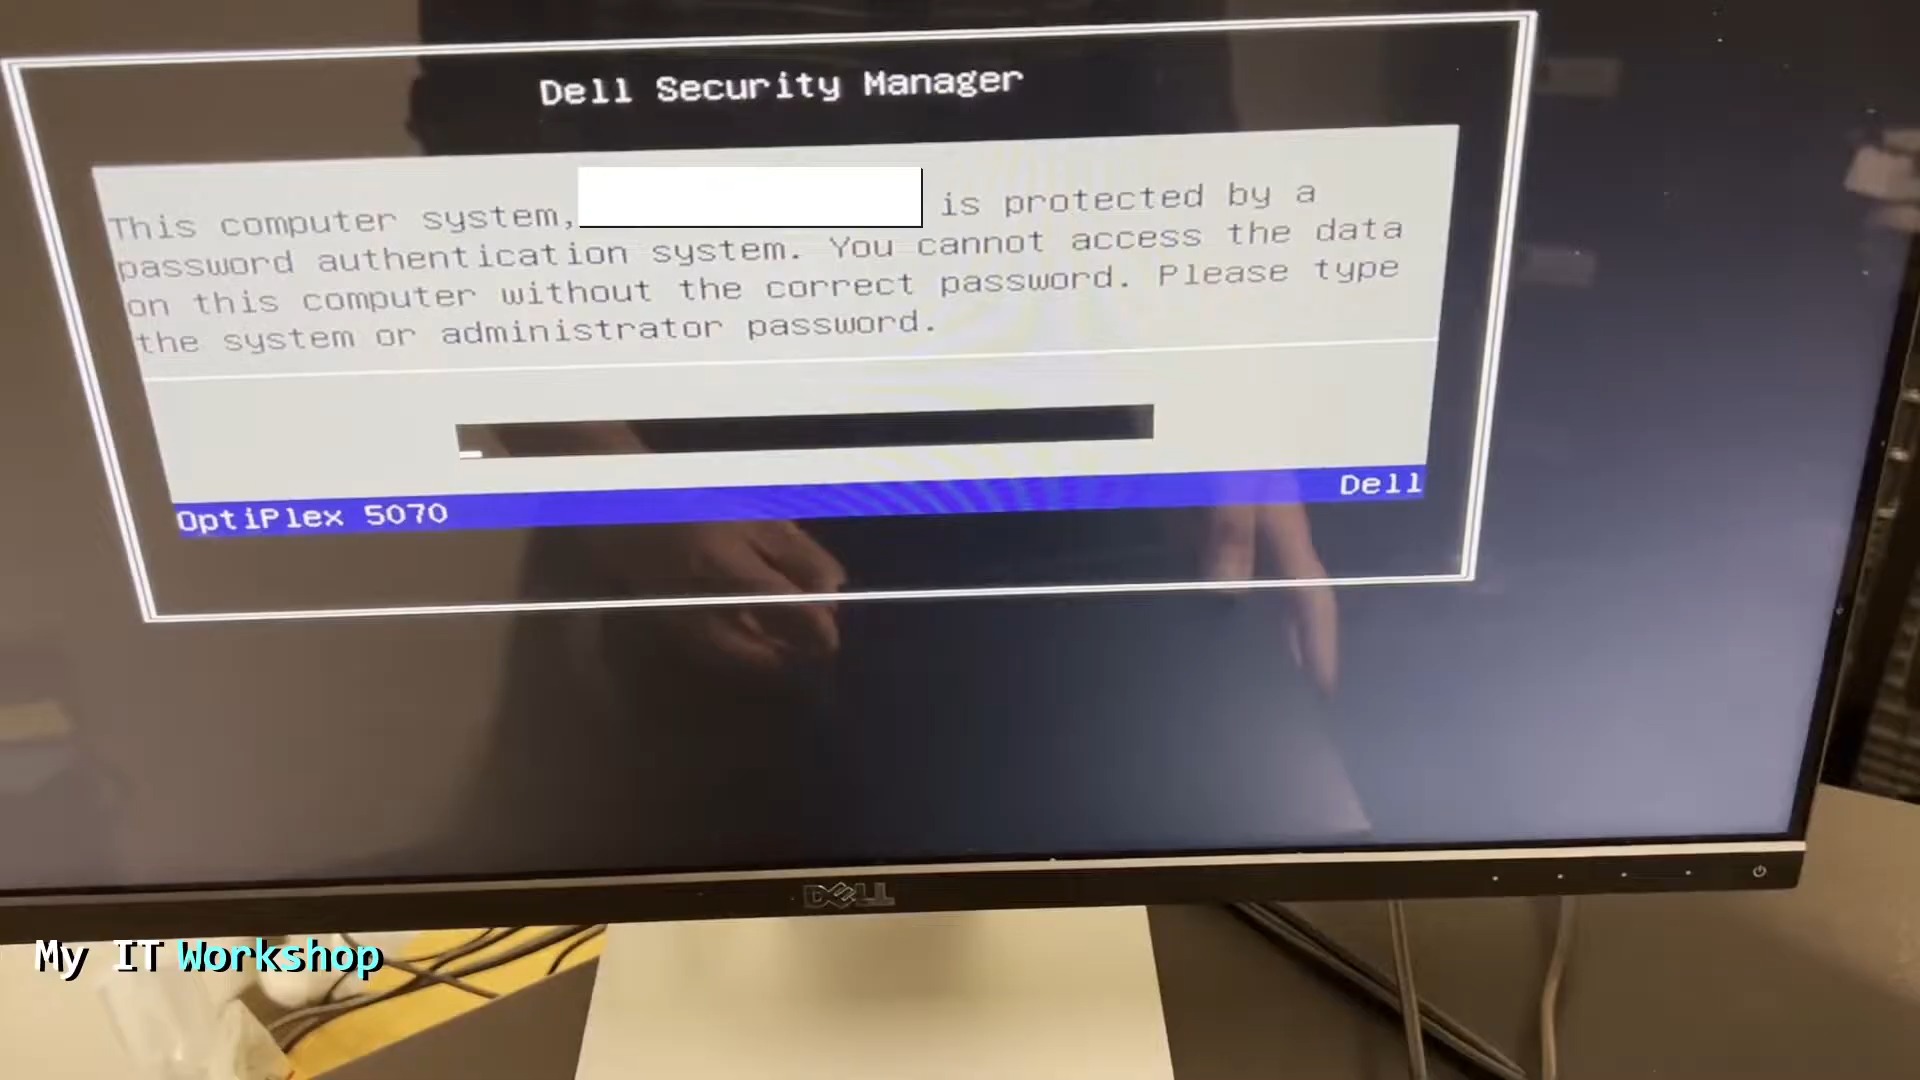 Dell Security Manager
This computer system, is protected by a
password authentication system. You cannot access the data
on this computer without the correct password. Please type
the system or administrator password.
OptiPlex 5070 Dell
DELL
My IT Workshop